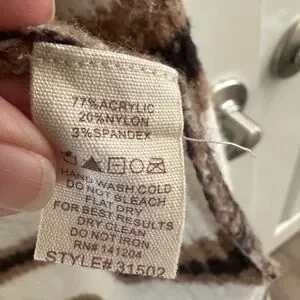 77%ACRYLIC
20%NYLON
3%SPANDEX
HAND WASH COLD
DO NOT BLEACH
FLAT DRY
FOR BEST RESULTS
DRY CLEAN
DO NOT IRON
RN# 141204
STYLE# 31502